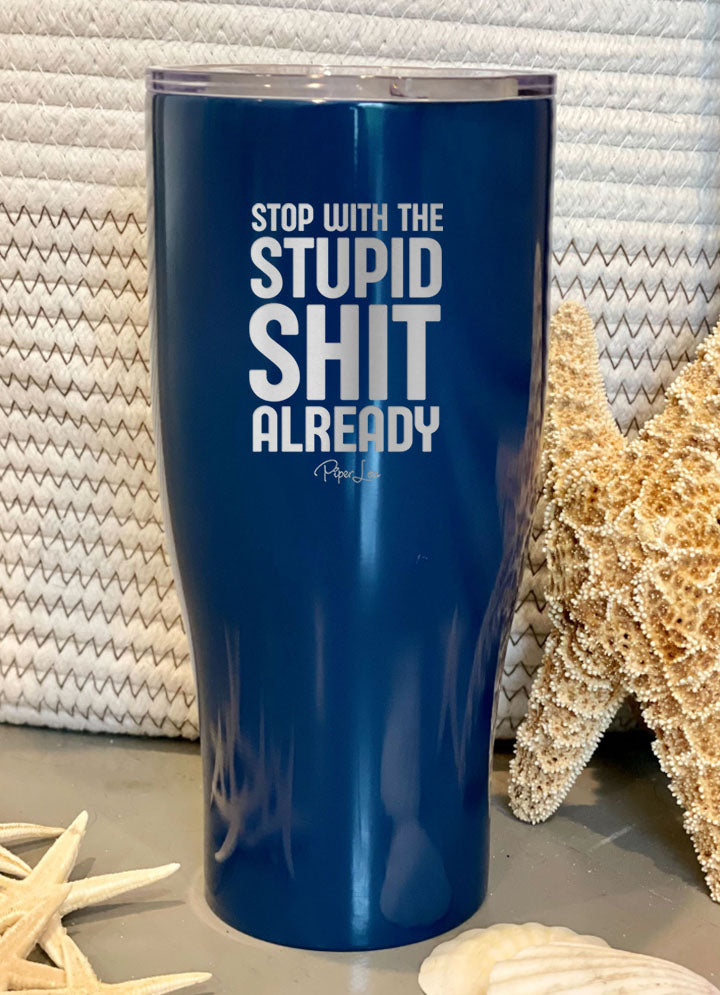 STOP WITH THE
STUPID
SHIT
ALREADY
Piper Lou